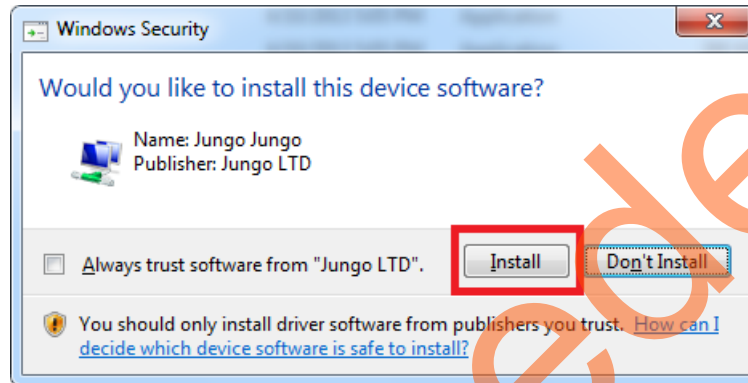 Windows Security
Would you like to install this device software?
Name: Jungo Jungo
Publisher: Jungo LTD
Always trust software from "Jungo LTD".
Install
Don't Install
You should only install driver software from publishers you trust. How can I
decide which device software is safe to install?